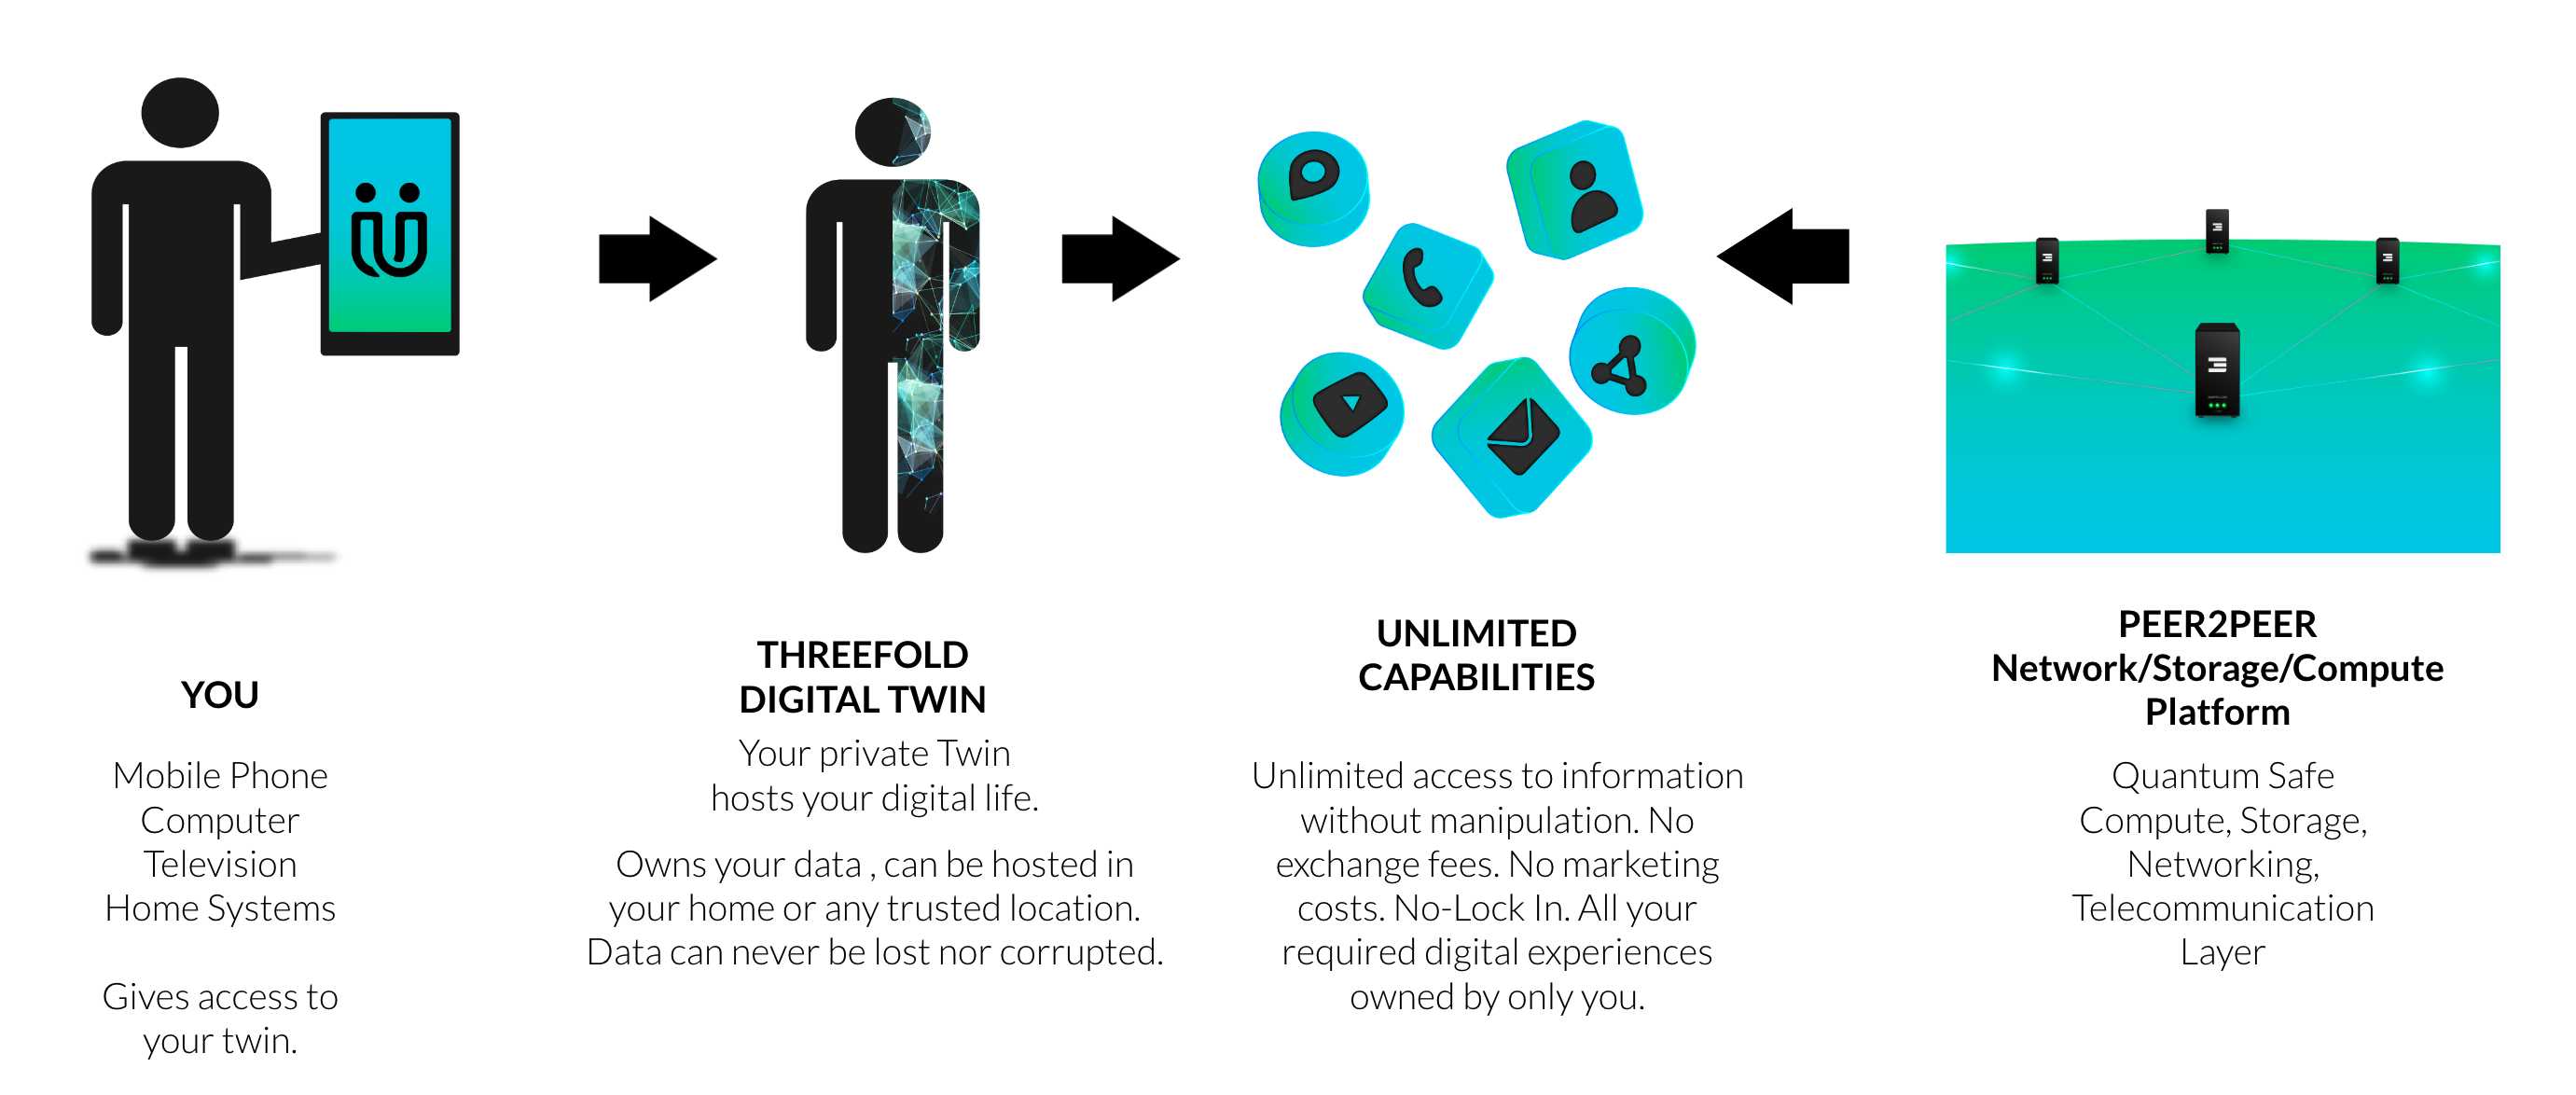 YOU
Mobile Phone
Computer
Television
Home Systems
Gives access to
your twin.
THREEFOLD
DIGITAL TWIN
Your private Twin
hosts your digital life.
Owns your data , can be hosted in
your home or any trusted location.
Data can never be lost nor corrupted.
UNLIMITED
CAPABILITIES
Unlimited access to information
without manipulation. No
exchange fees. No marketing
costs. No-Lock In. All your
required digital experiences
owned by only you.
PEER2PEER
Network/Storage/Compute
Platform
Quantum Safe
Compute, Storage,
Networking,
Telecommunication
Layer